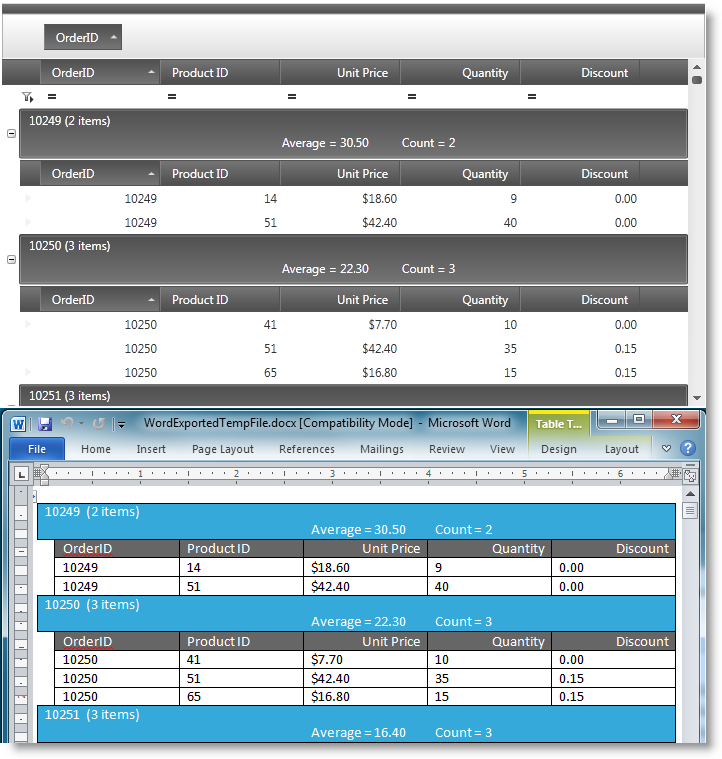 OrderID
OrderID Product ID Unit Price Quantity Discount
= = = = =
10249 (2 items)
Average = 30.50 Count = 2
OrderID Product ID Unit Price Quantity Discount
10249 14 $18.60 9 0.00
10249 51 $42.40 40 0.00
10250 (3 items)
Average = 22.30 Count = 3
OrderID Product ID Unit Price Quantity Discount
10250 41 $7.70 10 0.00
10250 51 $42.40 35 0.15
10250 65 $16.80 15 0.15
10251 (3 items)
W WordExportedTempFile.docx [Compatibility Mode] - Microsoft Word Table T...
File Home Insert Page Layout References Mailings Review View Design Layout ?
L 1 2 3 4 5 6
10249 (2 items)
Average = 30.50 Count = 2
OrderID Product ID Unit Price Quantity Discount
10249 14 $18.60 9 0.00
10249 51 $42.40 40 0.00
10250 (3 items)
Average = 22.30 Count = 3
OrderID Product ID Unit Price Quantity Discount
10250 41 $7.70 10 0.00
10250 51 $42.40 35 0.15
10250 65 $16.80 15 0.15
10251 (3 items)
Average = 16.40 Count = 3